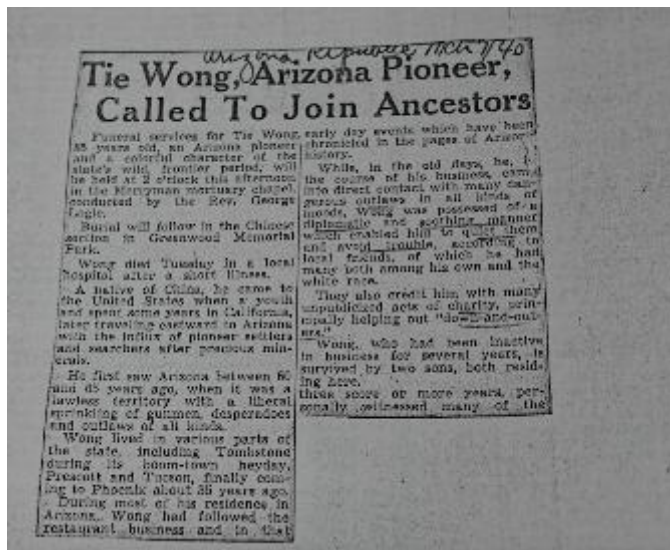 Arizona Republic, Mch 7/40
Tie Wong, Arizona Pioneer,
Called To Join Ancestors
Funeral services for Tie Wong,
85 years old, an Arizona pioneer
and a colorful character of the
state's wild frontier period, will
be held at 2 o'clock this afternoon
in the Merryman mortuary chapel,
conducted by the Rev. George
Logie.
Burial will follow in the Chinese
section in Greenwood Memorial
Park.
Wong died Tuesday in a local
hospital after a short illness.
A native of China, he came to
the United States when a youth
and spent some years in California,
later traveling eastward to Arizona
with the influx of pioneer settlers
and searchers after precious min-
erals.
He first saw Arizona between 60
and 65 years ago, when it was a
lawless territory with a liberal
sprinkling of gunmen, desperadoes
and outlaws of all kinds.
Wong lived in various parts of
the state, including Tombstone
during its boom-town heyday,
Prescott and Tucson, finally com-
ing to Phoenix about 35 years ago.
During most of his residence in
Arizona, Wong had followed the
restaurant business and in that
early day events which have been
chronicled in the pages of Arizona
history.
While, in the old days, he, in
the course of his business, came
into direct contact with many dan-
gerous outlaws in all kinds of
moods, Wong was possessed of a
diplomatic and soothing manner
which enabled him to quiet them
and avoid trouble, according to
local friends, of which he had
many both among his own and the
white race.
They also credit him with many
unpublicized acts of charity, prin-
cipally helping out "down-and-out-
ers."
Wong, who had been inactive
in business for several years, is
survived by two sons, both resid-
ing here.
three score or more years, per-
sonally witnessed many of the